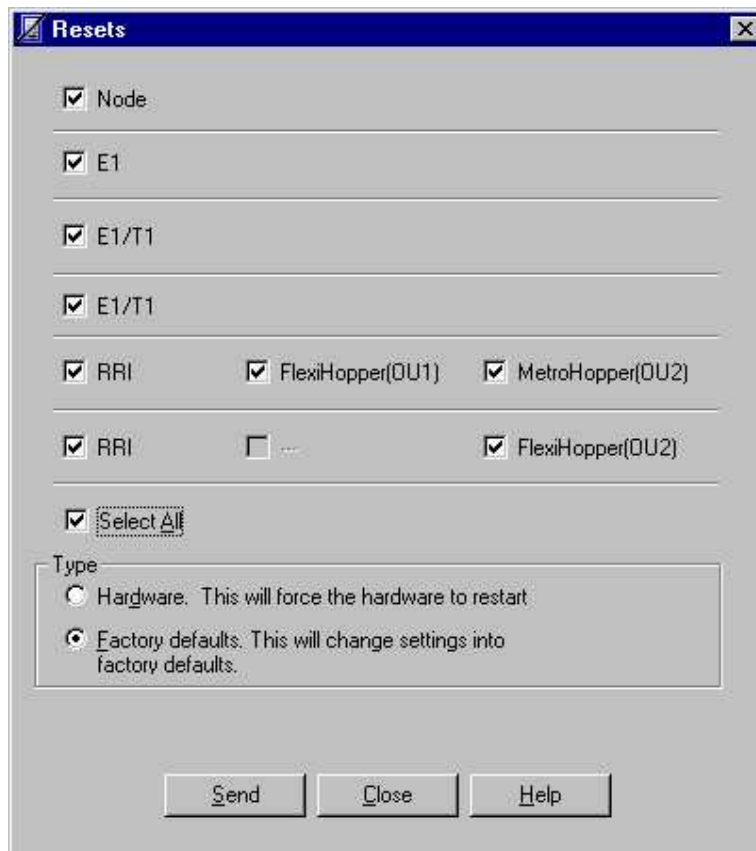 Resets
Node
E1
E1/T1
E1/T1
RRI FlexiHopper(OU1) MetroHopper(OU2)
RRI --- FlexiHopper(OU2)
Select All
Type
Hardware. This will force the hardware to restart
Factory defaults. This will change settings into
factory defaults.
Send Close Help